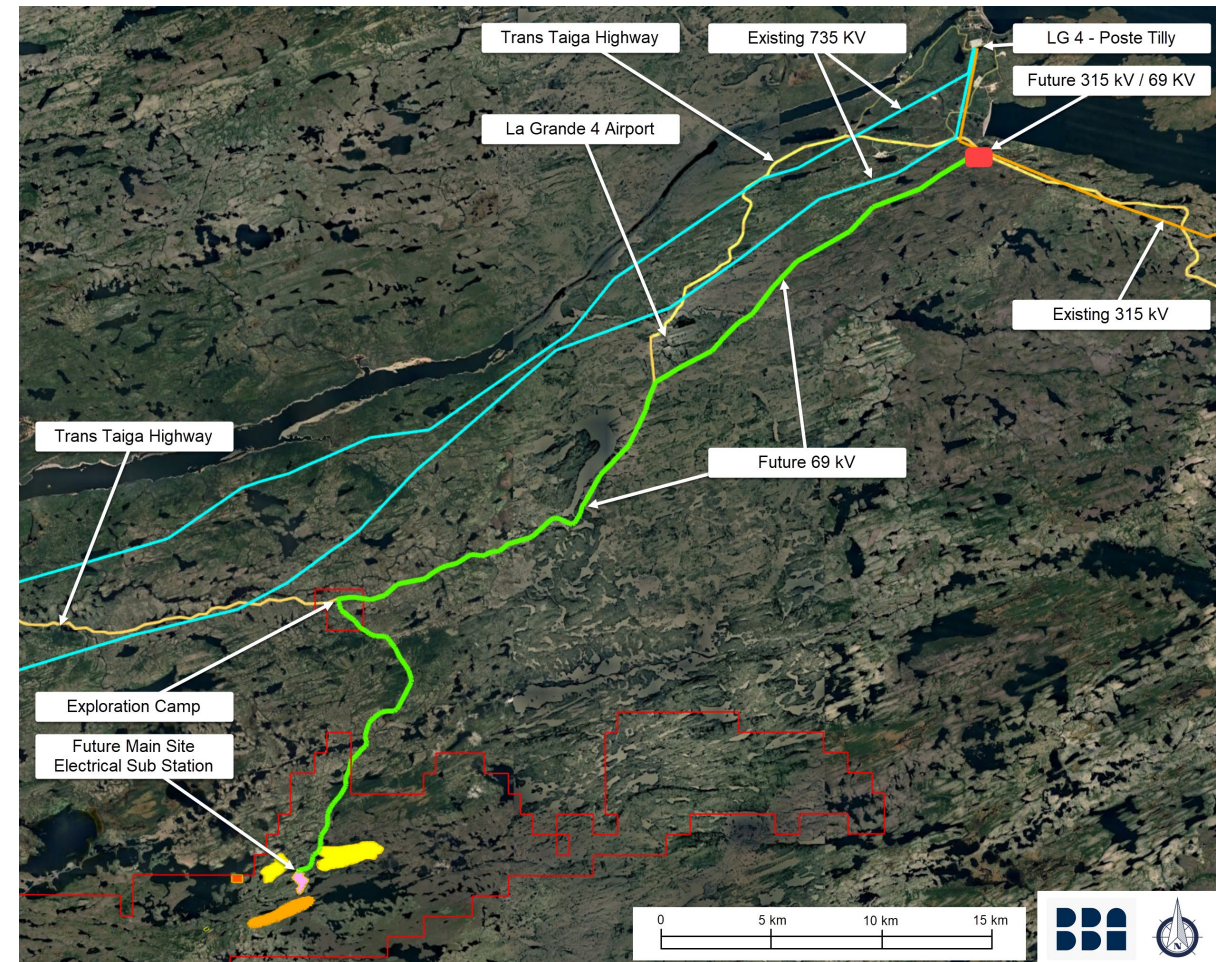 Trans Taiga Highway
Existing 735 KV
LG 4 - Poste Tilly
Future 315 kV / 69 KV
La Grande 4 Airport
Existing 315 kV
Trans Taiga Highway
Future 69 kV
Exploration Camp
Future Main Site
Electrical Sub Station
0 5 km 10 km 15 km
BBA
N